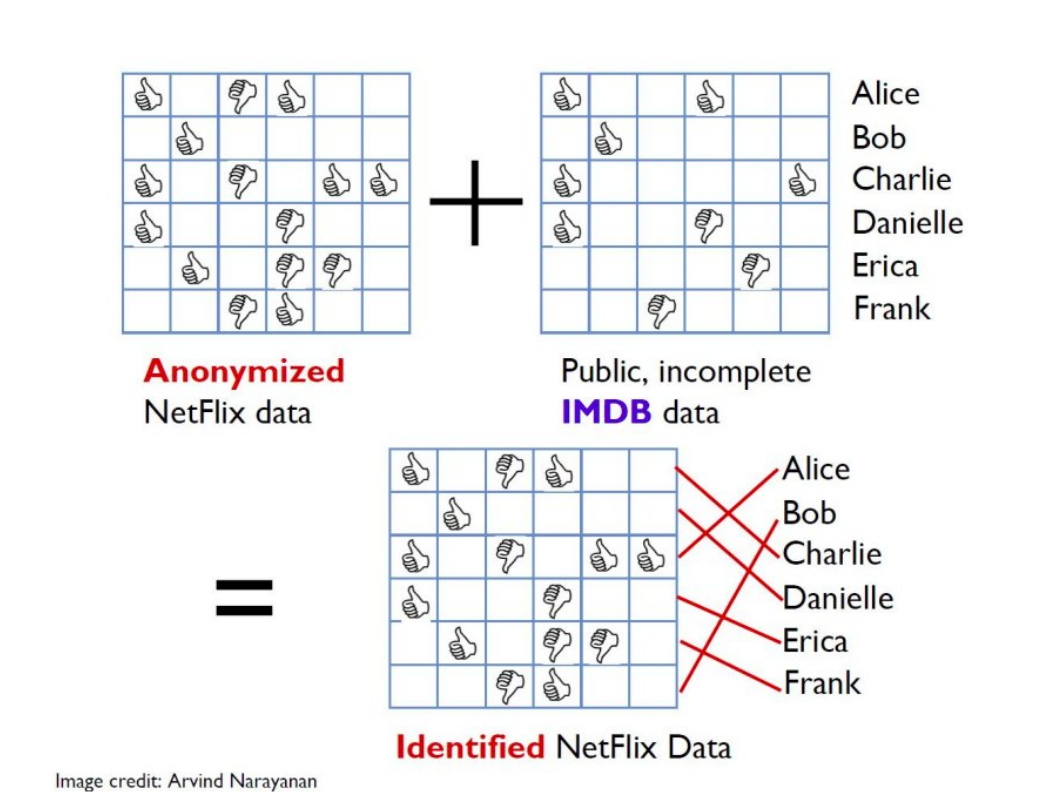 Alice
Bob
Charlie
Danielle
Erica
Frank
Anonymized
NetFlix data
Public, incomplete
IMDB data
Alice
Bob
Charlie
Danielle
Erica
Frank
Identified NetFlix Data
Image credit: Arvind Narayanan